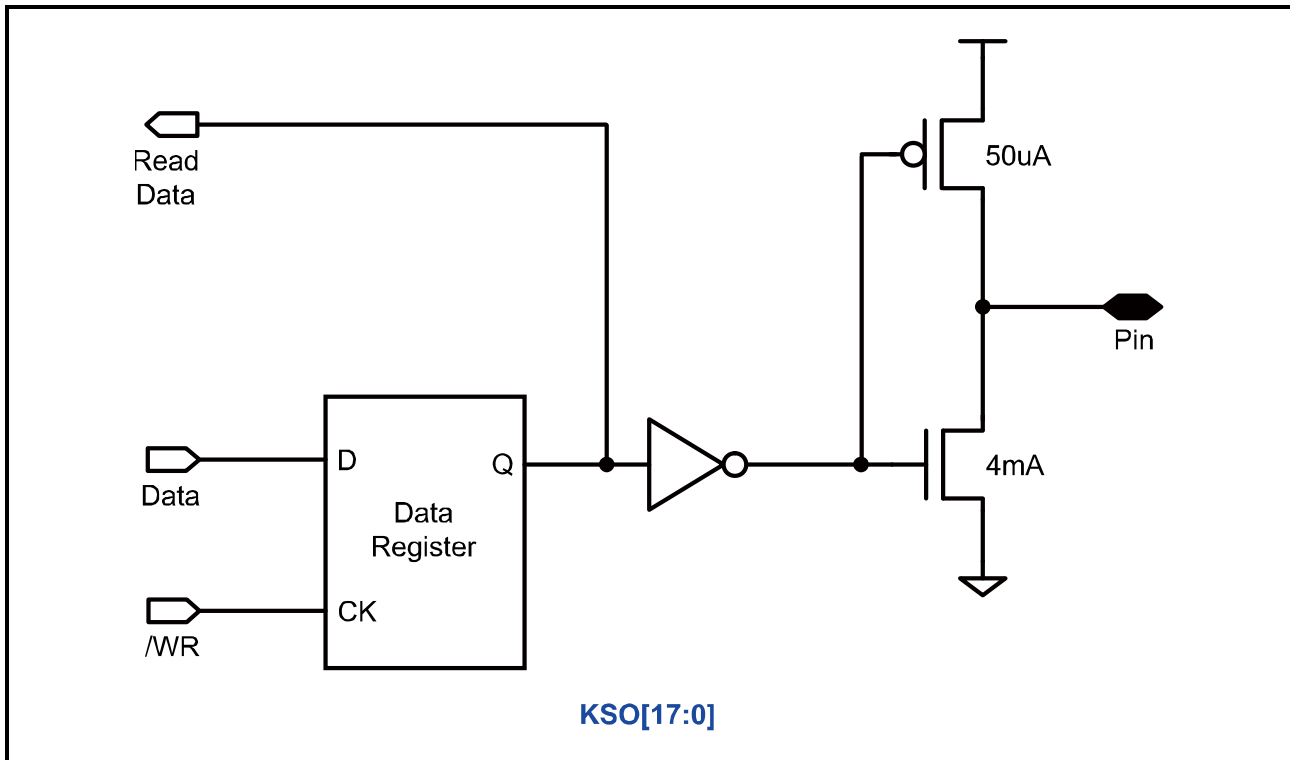 50uA
Read
Data
Pin
D
Q
Data
4mA
Data
Register
CK
/WR
KSO[17:0]